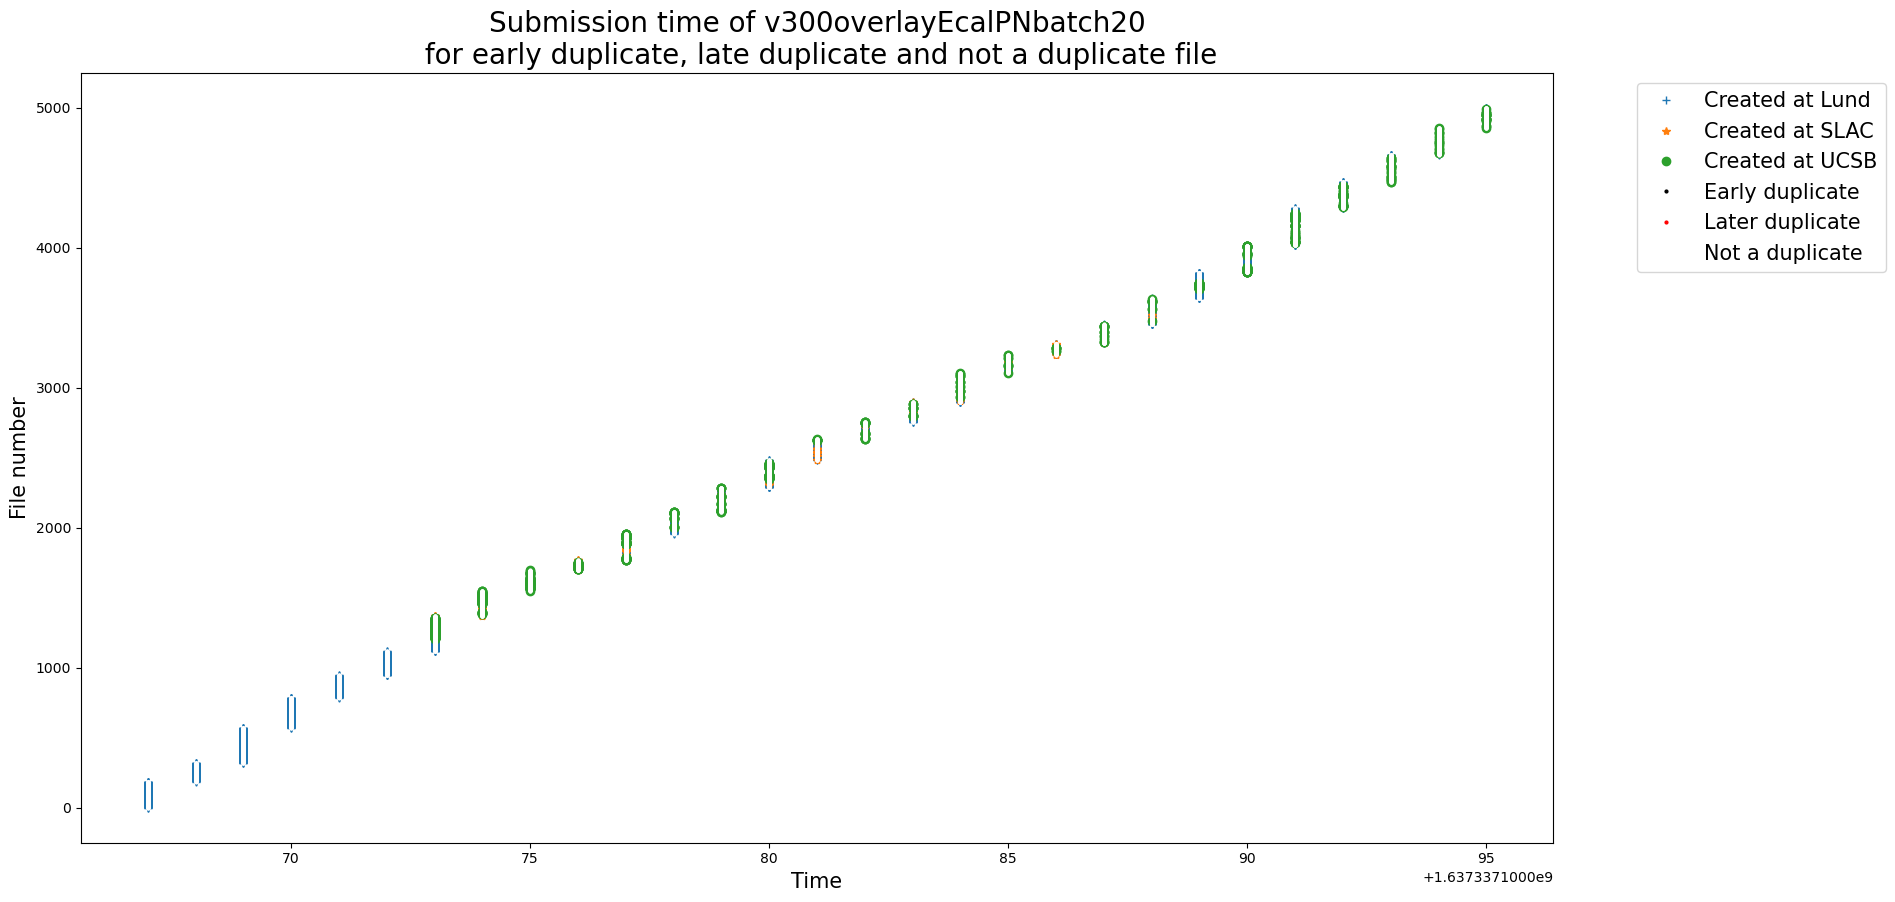 Submission time of v300overlayEcalPNbatch20
for early duplicate, late duplicate and not a duplicate file
Created at Lund
Created at SLAC
Created at UCSB
Early duplicate
Later duplicate
Not a duplicate
File number
5000
4000
3000
2000
1000
0
70
75
80
85
90
95
Time
+1.6373371000e9